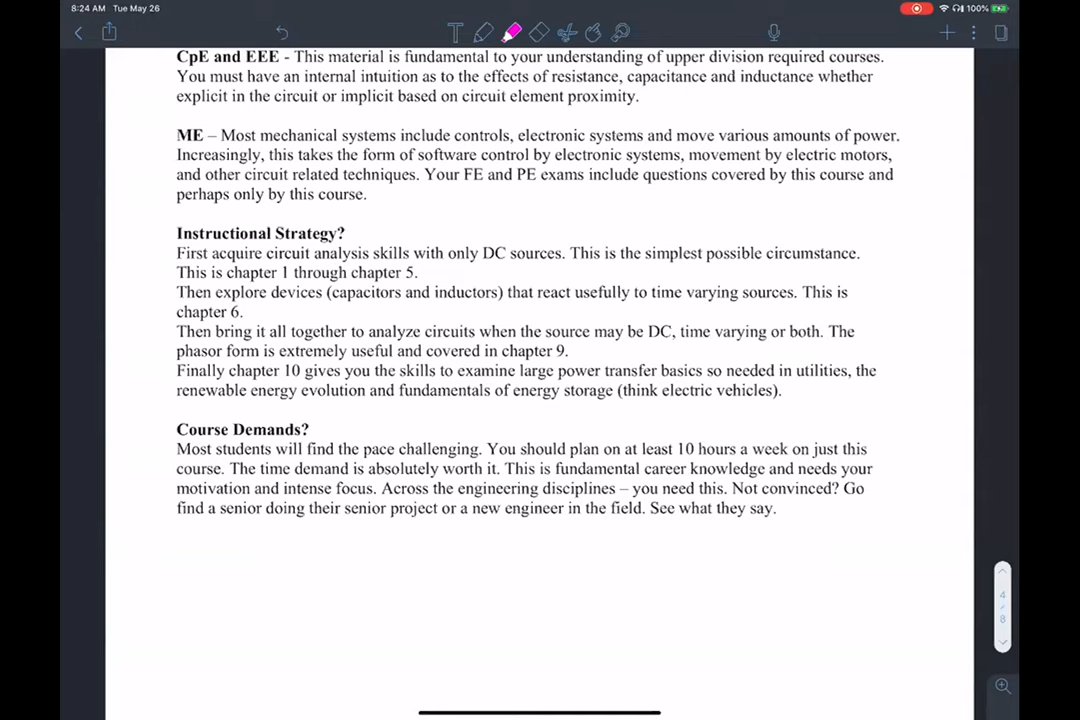 8:24 AM Tue May 26
100%
CpE and EEE - This material is fundamental to your understanding of upper division required courses.
You must have an internal intuition as to the effects of resistance, capacitance and inductance whether
explicit in the circuit or implicit based on circuit element proximity.
ME – Most mechanical systems include controls, electronic systems and move various amounts of power.
Increasingly, this takes the form of software control by electronic systems, movement by electric motors,
and other circuit related techniques. Your FE and PE exams include questions covered by this course and
perhaps only by this course.
Instructional Strategy?
First acquire circuit analysis skills with only DC sources. This is the simplest possible circumstance.
This is chapter 1 through chapter 5.
Then explore devices (capacitors and inductors) that react usefully to time varying sources. This is
chapter 6.
Then bring it all together to analyze circuits when the source may be DC, time varying or both. The
phasor form is extremely useful and covered in chapter 9.
Finally chapter 10 gives you the skills to examine large power transfer basics so needed in utilities, the
renewable energy evolution and fundamentals of energy storage (think electric vehicles).
Course Demands?
Most students will find the pace challenging. You should plan on at least 10 hours a week on just this
course. The time demand is absolutely worth it. This is fundamental career knowledge and needs your
motivation and intense focus. Across the engineering disciplines – you need this. Not convinced? Go
find a senior doing their senior project or a new engineer in the field. See what they say.
4
/
8